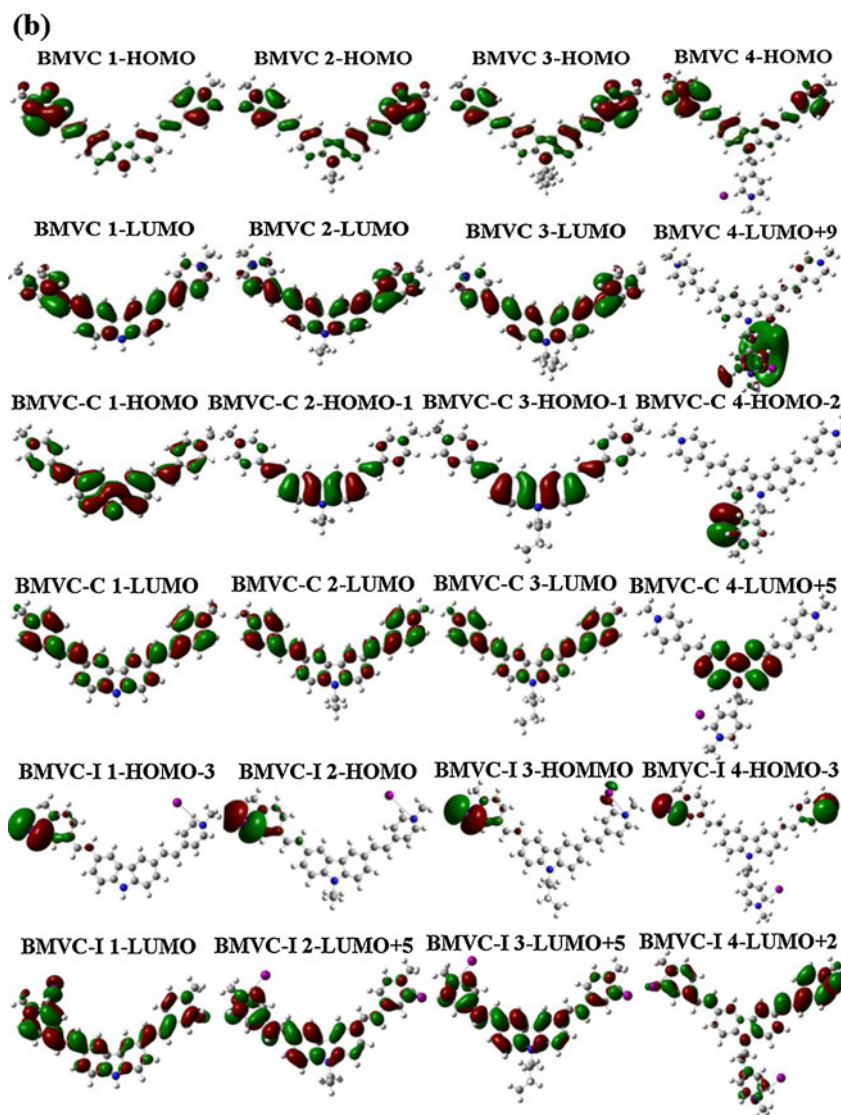 (b)
BMVC 1-HOMO BMVC 2-HOMO BMVC 3-HOMO BMVC 4-HOMO
BMVC 1-LUMO BMVC 2-LUMO BMVC 3-LUMO BMVC 4-LUMO+9
BMVC-C 1-HOMO BMVC-C 2-HOMO-1 BMVC-C 3-HOMO-1 BMVC-C 4-HOMO-2
BMVC-C 1-LUMO BMVC-C 2-LUMO BMVC-C 3-LUMO BMVC-C 4-LUMO+5
BMVC-I 1-HOMO-3 BMVC-I 2-HOMO BMVC-I 3-HOMMO BMVC-I 4-HOMO-3
BMVC-I 1-LUMO BMVC-I 2-LUMO+5 BMVC-I 3-LUMO+5 BMVC-I 4-LUMO+2